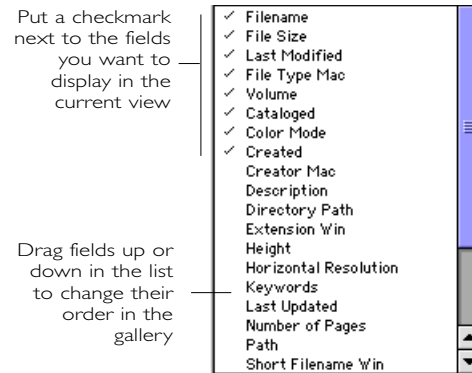 Put a checkmark
next to the fields
you want to
display in the
current view
Drag fields up or
down in the list
to change their
order in the
gallery
Filename
File Size
Last Modified
File Type Mac
Volume
Cataloged
Color Mode
Created
Creator Mac
Description
Directory Path
Extension Win
Height
Horizontal Resolution
Keywords
Last Updated
Number of Pages
Path
Short Filename Win